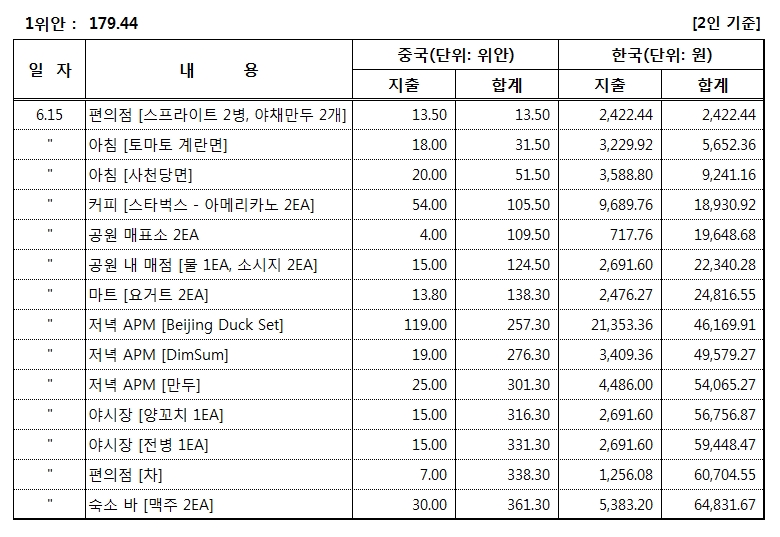 1위안 : 179.44 [2인 기준]
일 자 내 용 중국(단위: 위안) 한국(단위: 원)
지출 합계 지출 합계
6.15 편의점 [스프라이트 2병, 야채만두 2개] 13.50 13.50 2,422.44 2,422.44
" 아침 [토마토 계란면] 18.00 31.50 3,229.92 5,652.36
" 아침 [사천당면] 20.00 51.50 3,588.80 9,241.16
" 커피 [스타벅스 - 아메리카노 2EA] 54.00 105.50 9,689.76 18,930.92
" 공원 매표소 2EA 4.00 109.50 717.76 19,648.68
" 공원 내 매점 [물 1EA, 소시지 2EA] 15.00 124.50 2,691.60 22,340.28
" 마트 [요거트 2EA] 13.80 138.30 2,476.27 24,816.55
" 저녁 APM [Beijing Duck Set] 119.00 257.30 21,353.36 46,169.91
" 저녁 APM [DimSum] 19.00 276.30 3,409.36 49,579.27
" 저녁 APM [만두] 25.00 301.30 4,486.00 54,065.27
" 야시장 [양꼬치 1EA] 15.00 316.30 2,691.60 56,756.87
" 야시장 [전병 1EA] 15.00 331.30 2,691.60 59,448.47
" 편의점 [차] 7.00 338.30 1,256.08 60,704.55
" 숙소 바 [맥주 2EA] 30.00 361.30 5,383.20 64,831.67